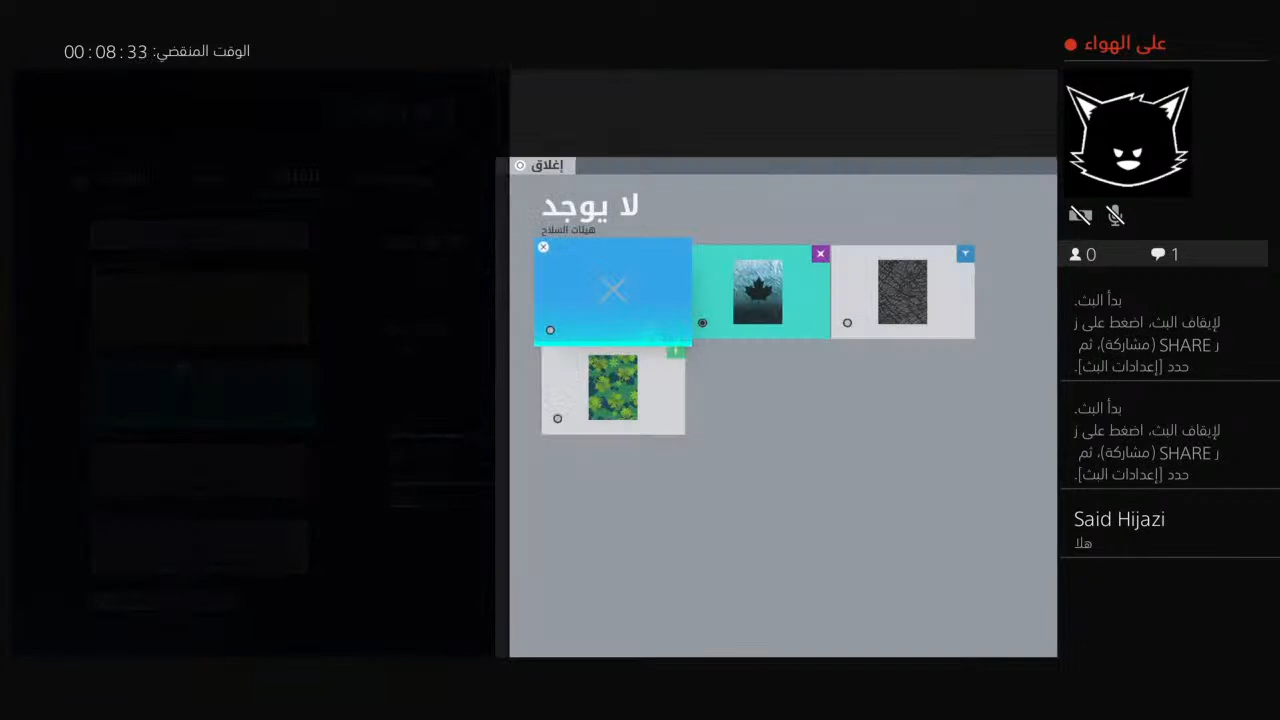 الوقت المنقضي: 00:08:33
على الهواء
إغلاق
لا يوجد
هيئات السلاح
0
1
بدأ البث.
لإيقاف البث، اضغط على ز
ر SHARE (مشاركة)، ثم
حدد [إعدادات البث].
بدأ البث.
لإيقاف البث، اضغط على ز
ر SHARE (مشاركة)، ثم
حدد [إعدادات البث].
Said Hijazi
هلا